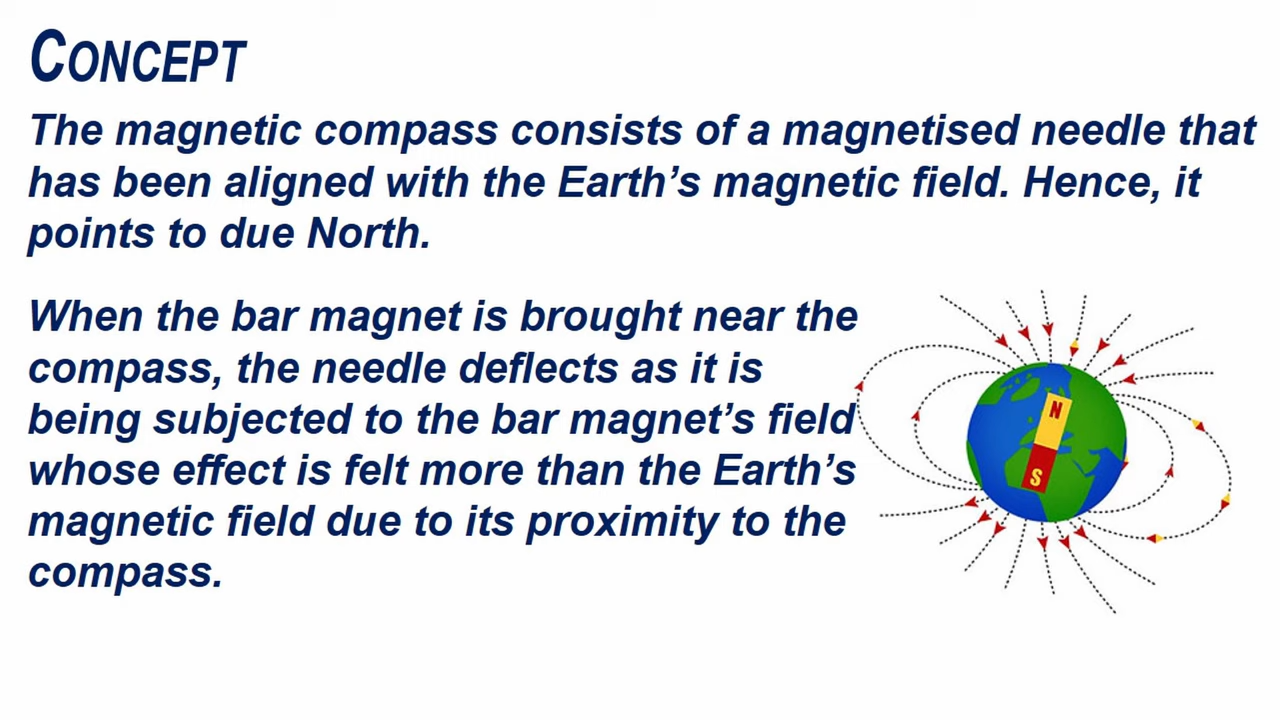 CONCEPT
The magnetic compass consists of a magnetised needle that
has been aligned with the Earth’s magnetic field. Hence, it
points to due North.
When the bar magnet is brought near the
compass, the needle deflects as it is
being subjected to the bar magnet’s field
whose effect is felt more than the Earth’s
magnetic field due to its proximity to the
compass.
N
S